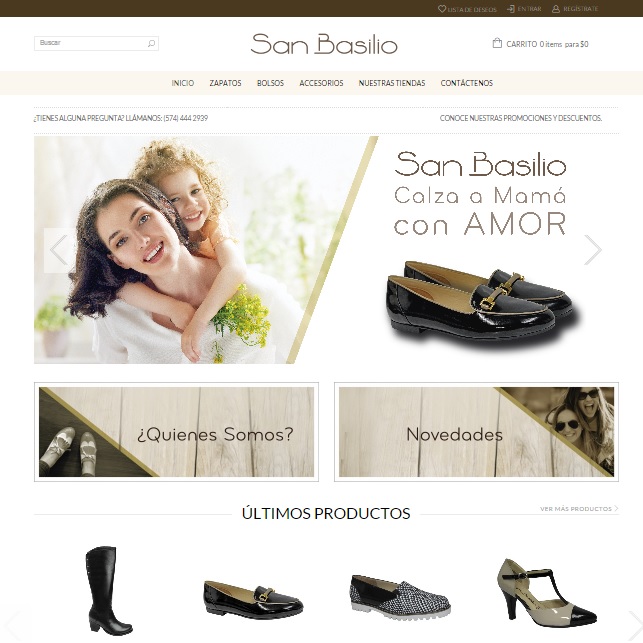 LISTA DE DESEOS ENTRAR REGÍSTRATE
Buscar
San Basilio
CARRITO 0 items para $0
INICIO ZAPATOS BOLSOS ACCESORIOS NUESTRAS TIENDAS CONTÁCTENOS
¿TIENES ALGUNA PREGUNTA? LLÁMANOS: (574) 444 2939
CONOCE NUESTRAS PROMOCIONES Y DESCUENTOS.
San Basilio
Calza a Mamá
con AMOR
¿Quienes Somos?
Novedades
ÚLTIMOS PRODUCTOS
VER MÁS PRODUCTOS